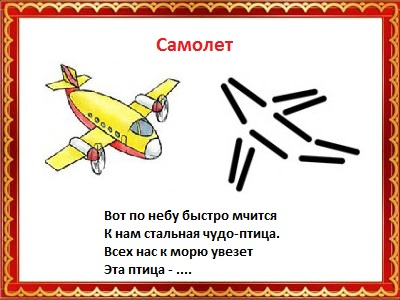 Самолет
Вот по небу быстро мчится
К нам стальная чудо-птица.
Всех нас к морю увезет
Эта птица - ....